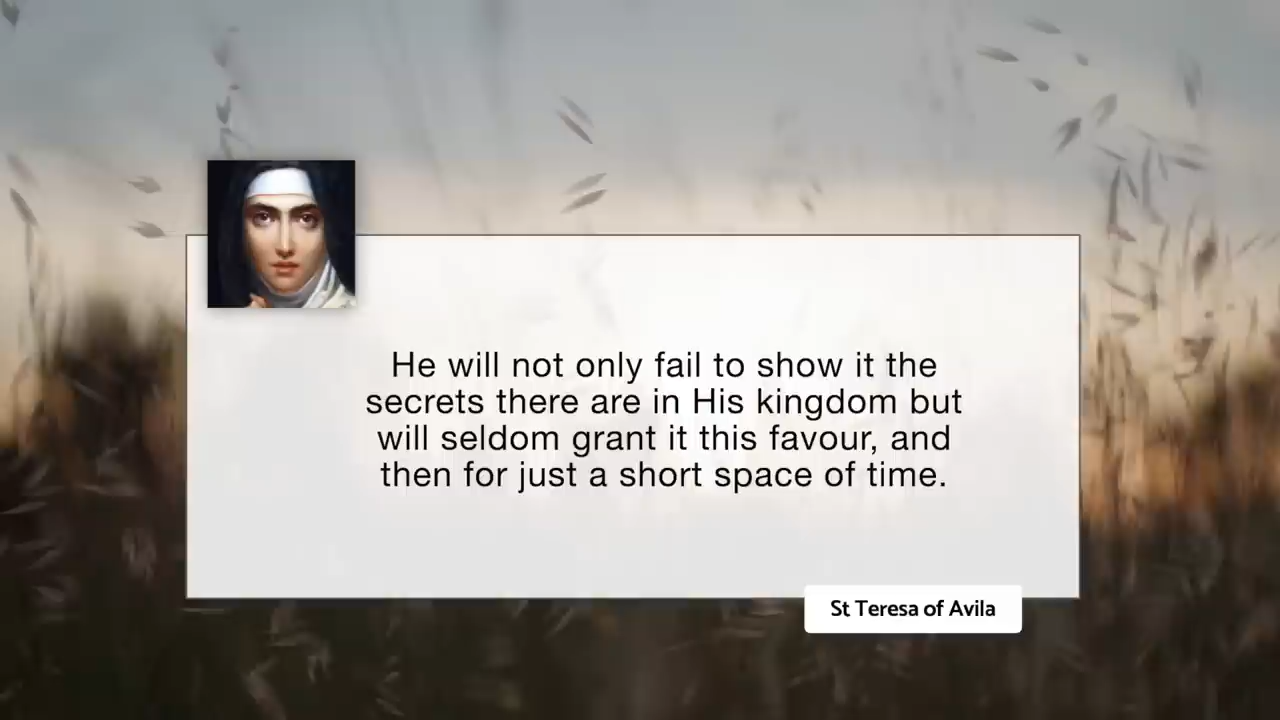 He will not only fail to show it the
secrets there are in His kingdom but
will seldom grant it this favour, and
then for just a short space of time.
St Teresa of Avila